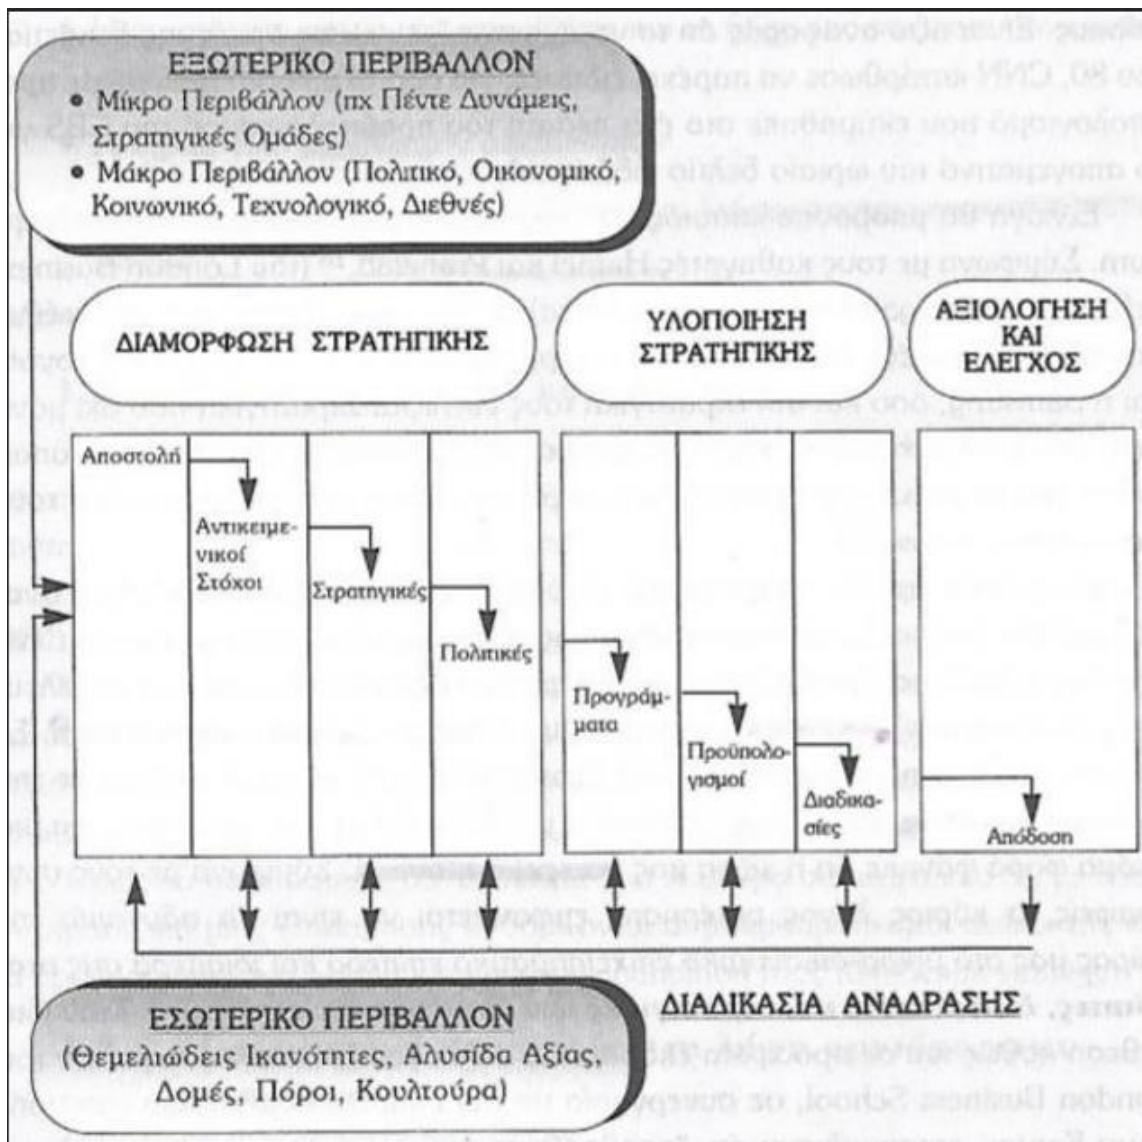 ΕΞΩΤΕΡΙΚΟ ΠΕΡΙΒΑΛΛΟΝ
• Μίκρο Περιβάλλον (πχ Πέντε Δυνάμεις,
Στρατηγικές Ομάδες)
• Μάκρο Περιβάλλον (Πολιτικό, Οικονομικό,
Κοινωνικό, Τεχνολογικό, Διεθνές)
ΔΙΑΜΟΡΦΩΣΗ ΣΤΡΑΤΗΓΙΚΗΣ
ΥΛΟΠΟΙΗΣΗ
ΣΤΡΑΤΗΓΙΚΗΣ
ΑΞΙΟΛΟΓΗΣΗ
ΚΑΙ
ΕΛΕΓΧΟΣ
Αποστολή
Αντικειμε-
νικοί
Στόχοι
Στρατηγικές
Πολιτικές
Προγράμ-
ματα
Προϋπολο-
γισμοί
Διαδικα-
σίες
Απόδοση
ΔΙΑΔΙΚΑΣΙΑ ΑΝΑΔΡΑΣΗΣ
ΕΣΩΤΕΡΙΚΟ ΠΕΡΙΒΑΛΛΟΝ
(Θεμελιώδεις Ικανότητες, Αλυσίδα Αξίας,
Δομές, Πόροι, Κουλτούρα)